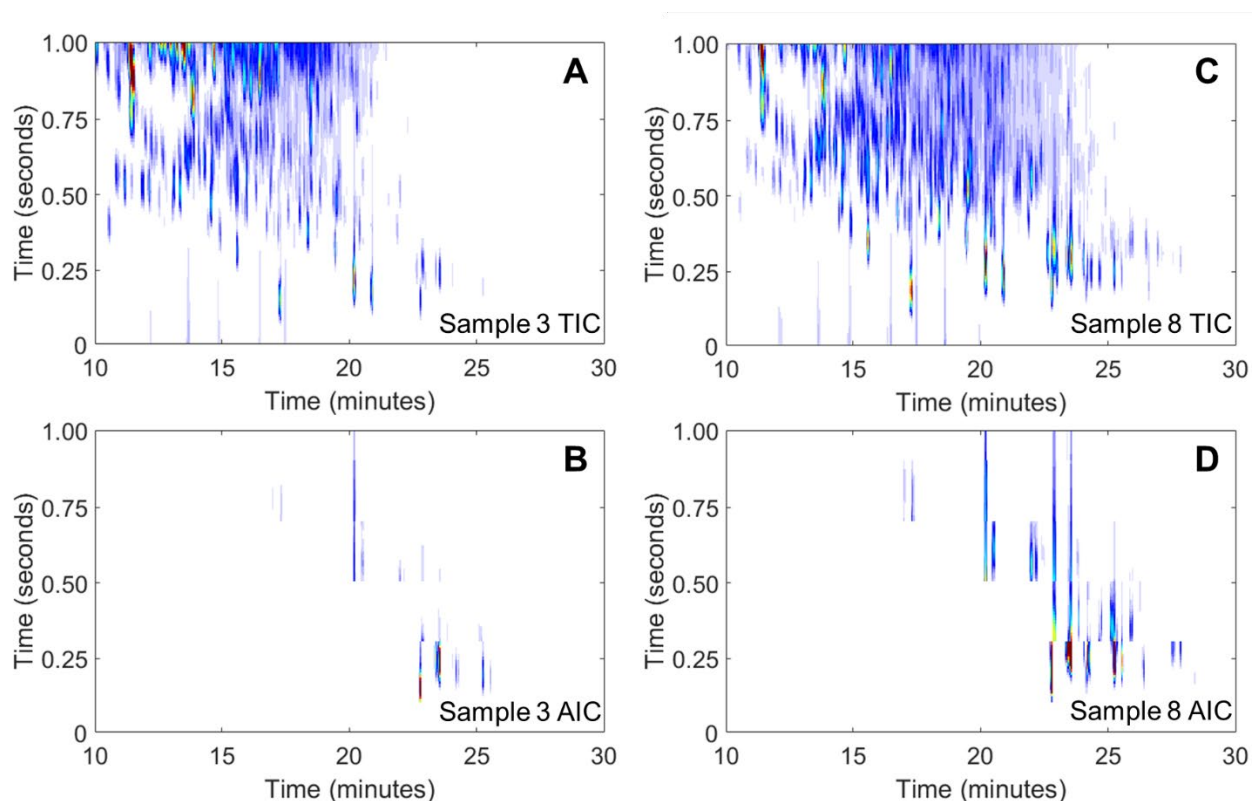 A
1.00
0.75
0.50
0.25
0
Time (seconds)
10 15 20 25 30
Time (minutes)
Sample 3 TIC
C
1.00
0.75
0.50
0.25
0
Time (seconds)
10 15 20 25 30
Time (minutes)
Sample 8 TIC
B
1.00
0.75
0.50
0.25
0
Time (seconds)
10 15 20 25 30
Time (minutes)
Sample 3 AIC
D
1.00
0.75
0.50
0.25
0
Time (seconds)
10 15 20 25 30
Time (minutes)
Sample 8 AIC